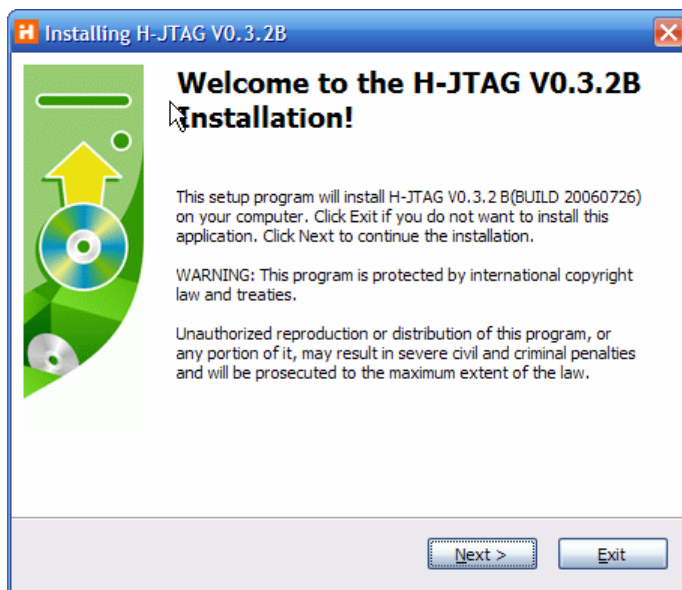 H Installing H-JTAG V0.3.2B
Welcome to the H-JTAG V0.3.2B
Installation!
This setup program will install H-JTAG V0.3.2 B(BUILD 20060726)
on your computer. Click Exit if you do not want to install this
application. Click Next to continue the installation.
WARNING: This program is protected by international copyright
law and treaties.
Unauthorized reproduction or distribution of this program, or
any portion of it, may result in severe civil and criminal penalties
and will be prosecuted to the maximum extent of the law.
Next > Exit